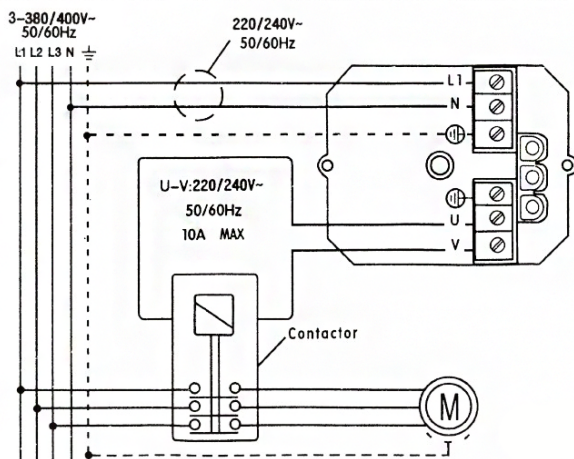 3-380/400V~
50/60Hz
L1 L2 L3 N
220/240V~
50/60Hz
L1
N
U-V:220/240V~
50/60Hz
10A MAX
U
V
Contactor
M